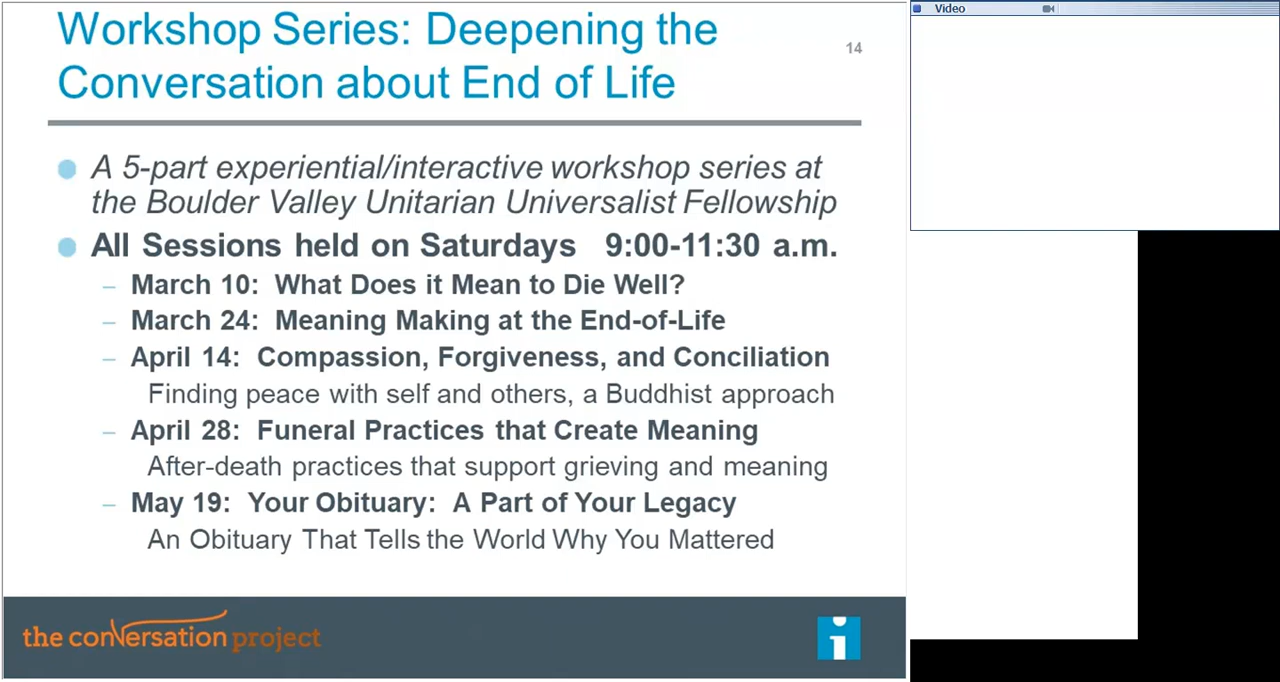 Workshop Series: Deepening the
Conversation about End of Life
14
A 5-part experiential/interactive workshop series at
the Boulder Valley Unitarian Universalist Fellowship
All Sessions held on Saturdays 9:00-11:30 a.m.
– March 10: What Does it Mean to Die Well?
– March 24: Meaning Making at the End-of-Life
– April 14: Compassion, Forgiveness, and Conciliation
Finding peace with self and others, a Buddhist approach
– April 28: Funeral Practices that Create Meaning
After-death practices that support grieving and meaning
– May 19: Your Obituary: A Part of Your Legacy
An Obituary That Tells the World Why You Mattered
the conversation project
i
Video